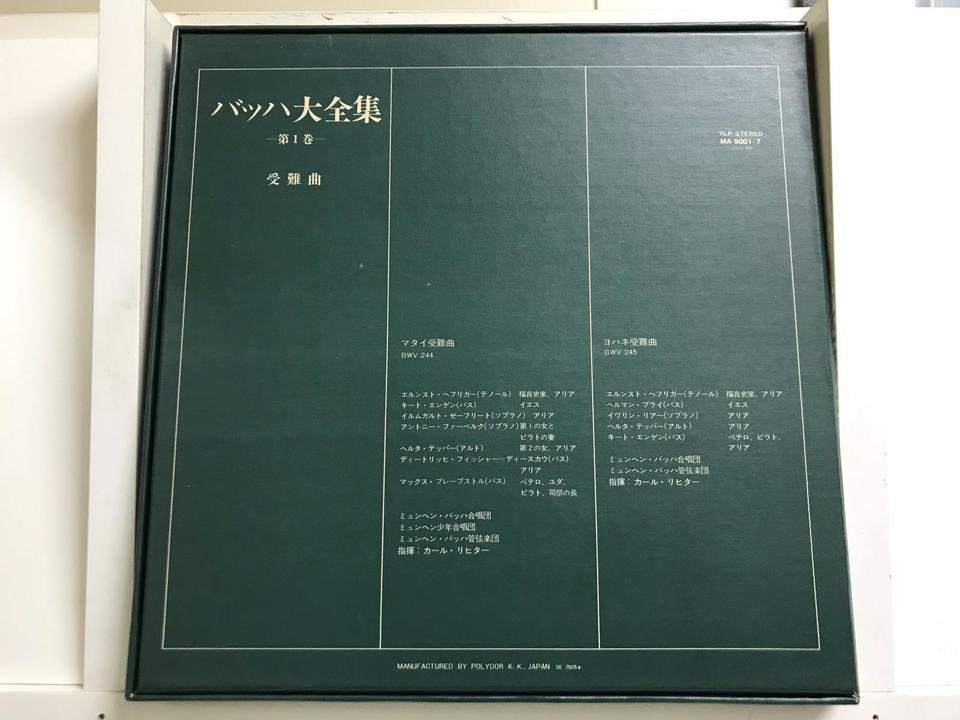 バッハ大全集
―第1巻―
受難曲
7LP STEREO
MA 9001/7
マタイ受難曲
BWV 244
エルンスト・ヘフリガー(テノール) 福音史家、アリア
キート・エンゲン(バス) イエス
イルムガルト・ゼーフリート(ソプラノ) アリア
アントニー・ファーベルク(ソプラノ) 第1の女と
ピラトの妻
ヘルタ・テッパー(アルト) 第2の女、アリア
ディートリッヒ・フィッシャー=ディースカウ(バス)
アリア
マックス・プレープストル(バス) ペテロ、ユダ、
ピラト、司祭の長
ミュンヘン・バッハ合唱団
ミュンヘン少年合唱団
ミュンヘン・バッハ管弦楽団
指揮：カール・リヒター
ヨハネ受難曲
BWV 245
エルンスト・ヘフリガー(テノール) 福音史家、アリア
ヘルマン・プライ(バス) イエス
イヴリン・リアー(ソプラノ) アリア
ヘルタ・テッパー(アルト) アリア
キート・エンゲン(バス) ペテロ、ピラト、
アリア
ミュンヘン・バッハ合唱団
ミュンヘン・バッハ管弦楽団
指揮：カール・リヒター
MANUFACTURED BY POLYDOR K. K., JAPAN SE 7505